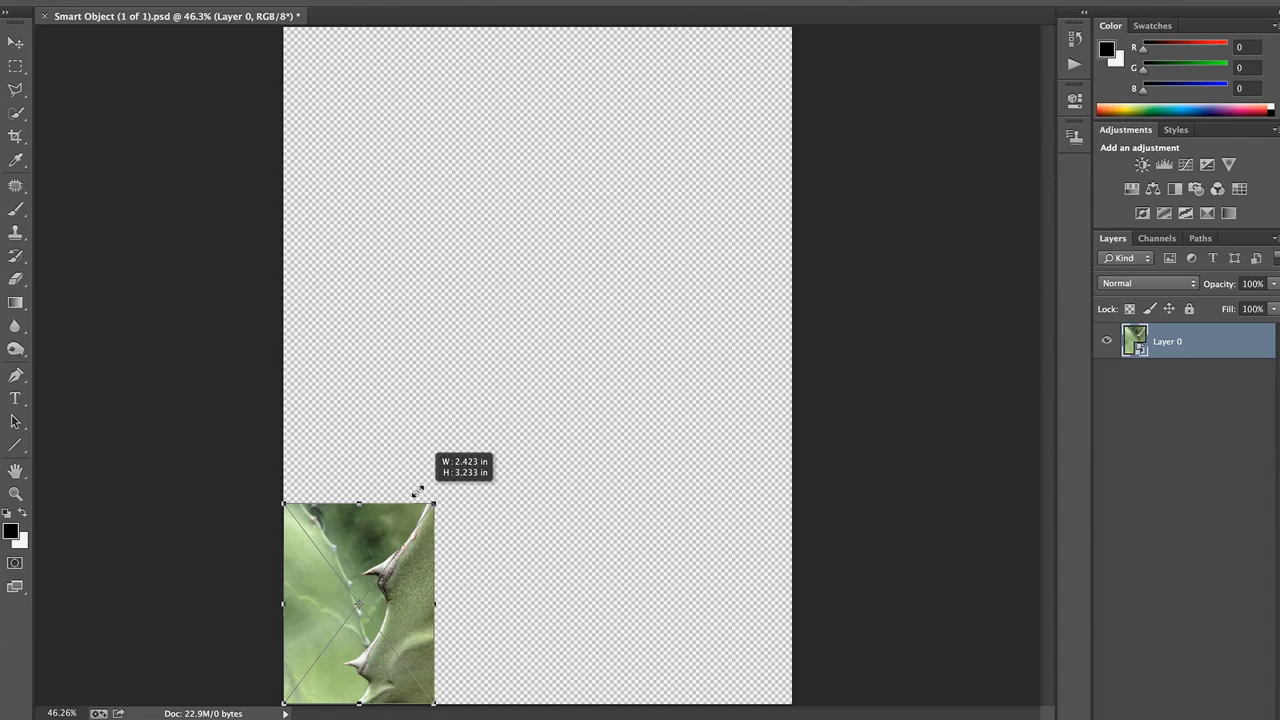 Smart Object (1 of 1).psd @ 46.3% (Layer 0, RGB/8*) *
Color
Swatches
R
0
G
0
B
0
Adjustments
Styles
Add an adjustment
Layers
Channels
Paths
Kind
Normal
Opacity:
100%
Lock:
Fill:
100%
Layer 0
W: 2.423 in
H: 3.233 in
T
T
46.26%
Doc: 22.9M/0 bytes